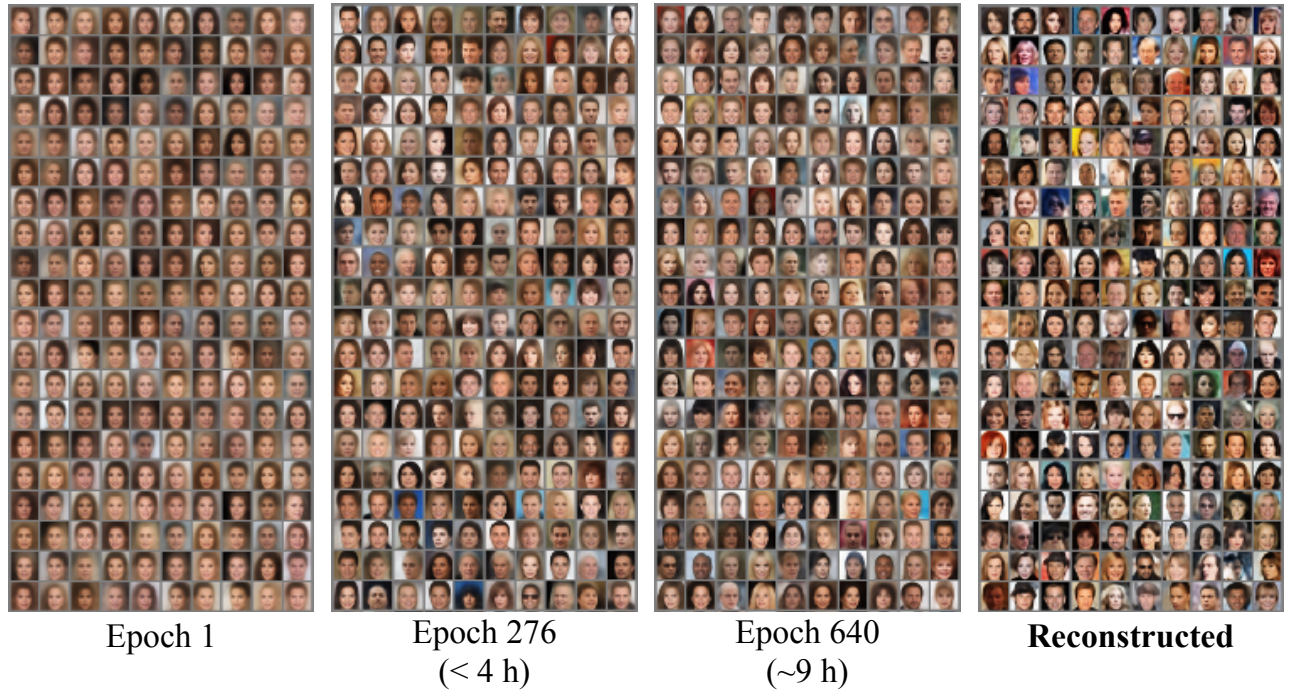 Epoch 1
Epoch 276
(< 4 h)
Epoch 640
(~9 h)
Reconstructed